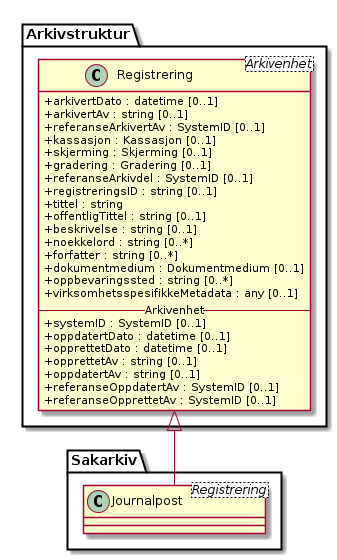 Arkivstruktur
Arkivenhet
C Registrering
+arkivertDato : datetime [0..1]
+arkivertAv : string [0..1]
+referanseArkivertAv : SystemID [0..1]
+kassasjon : Kassasjon [0..1]
+skjerming : Skjerming [0..1]
+gradering : Gradering [0..1]
+referanseArkivdel : SystemID [0..1]
+registreringsID : string [0..1]
+tittel : string
+offentligTittel : string [0..1]
+beskrivelse : string [0..1]
+noekkelord : string [0..*]
+forfatter : string [0..*]
+dokumentmedium : Dokumentmedium [0..1]
+oppbevaringssted : string [0..*]
+virksomhetsspesifikkeMetadata : any [0..1]
Arkivenhet
+systemID : SystemID [0..1]
+oppdatertDato : datetime [0..1]
+opprettetDato : datetime [0..1]
+opprettetAv : string [0..1]
+oppdatertAv : string [0..1]
+referanseOppdatertAv : SystemID [0..1]
+referanseOpprettetAv : SystemID [0..1]
Sakarkiv
Registrering
C Journalpost